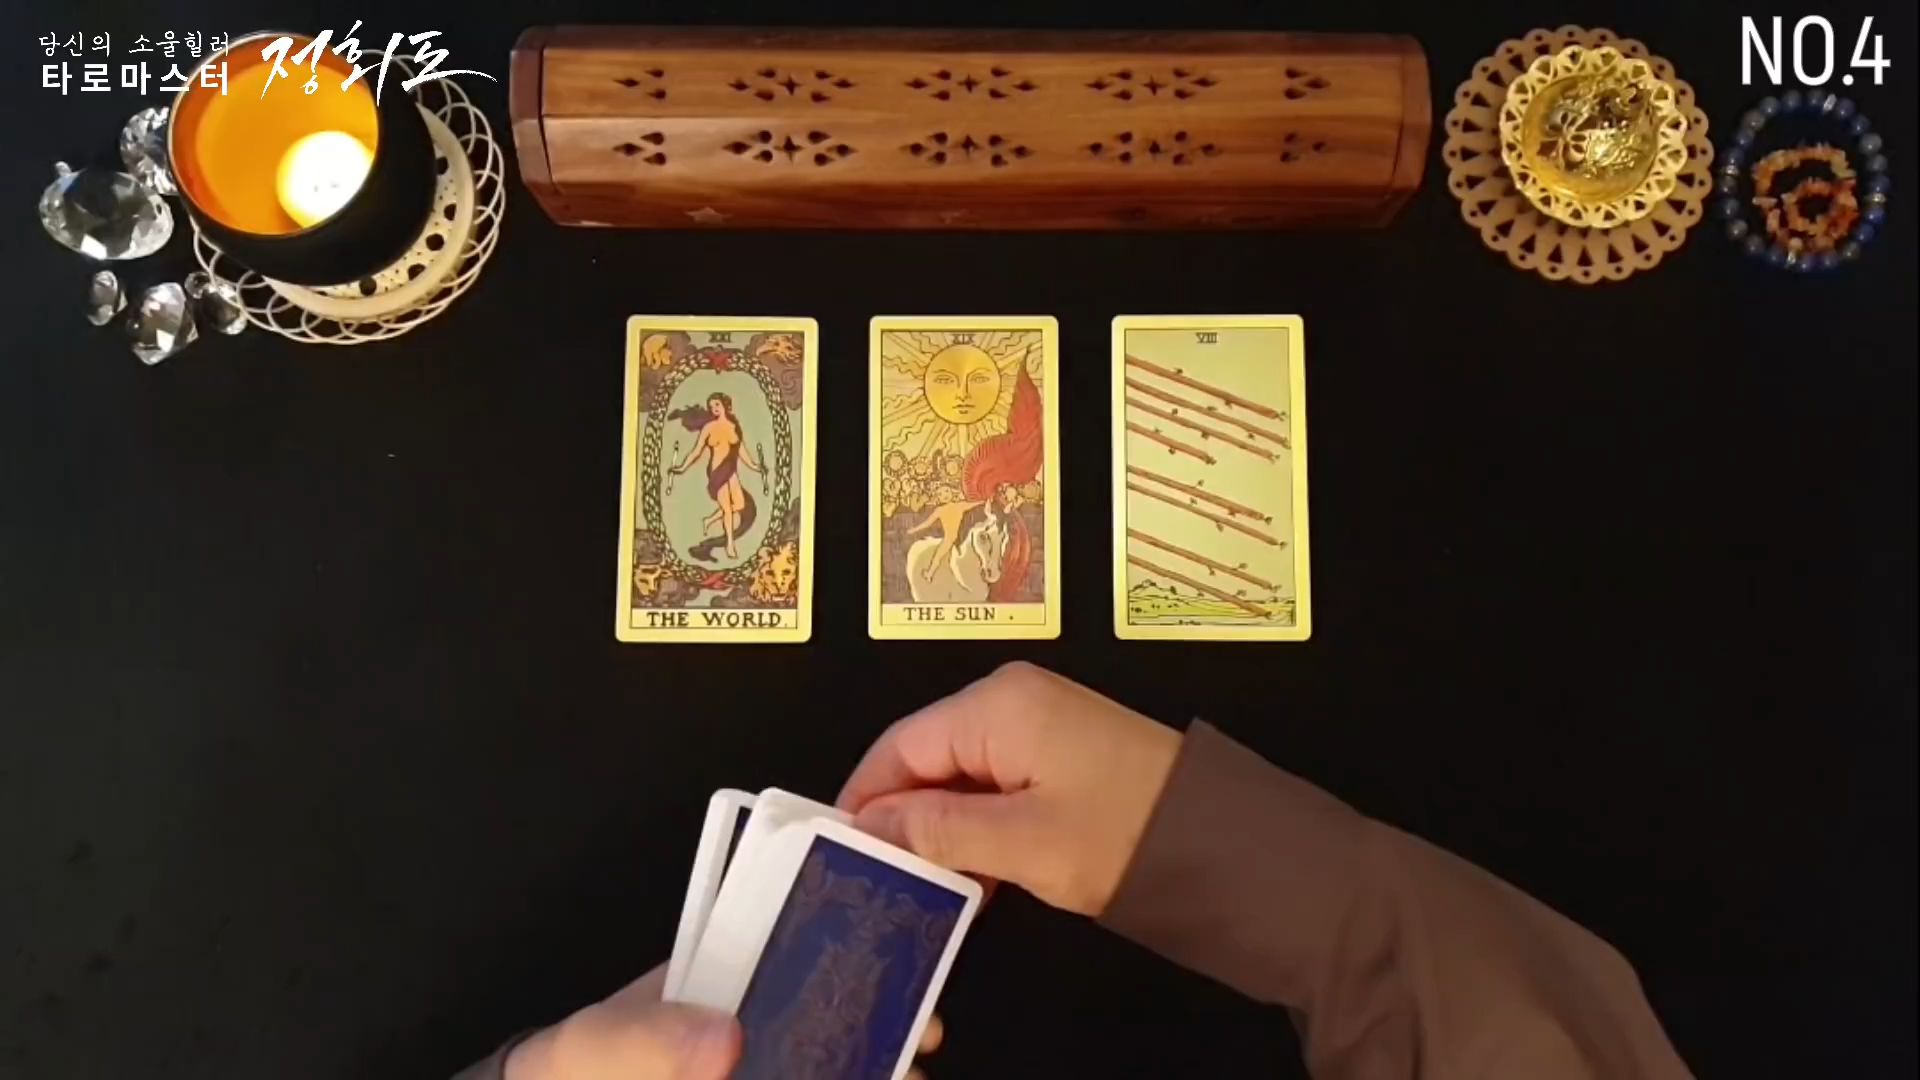 당신의 소울힐러
타로마스터 정회도
NO.4
XXI
THE WORLD.
XIX
THE SUN .
VIII